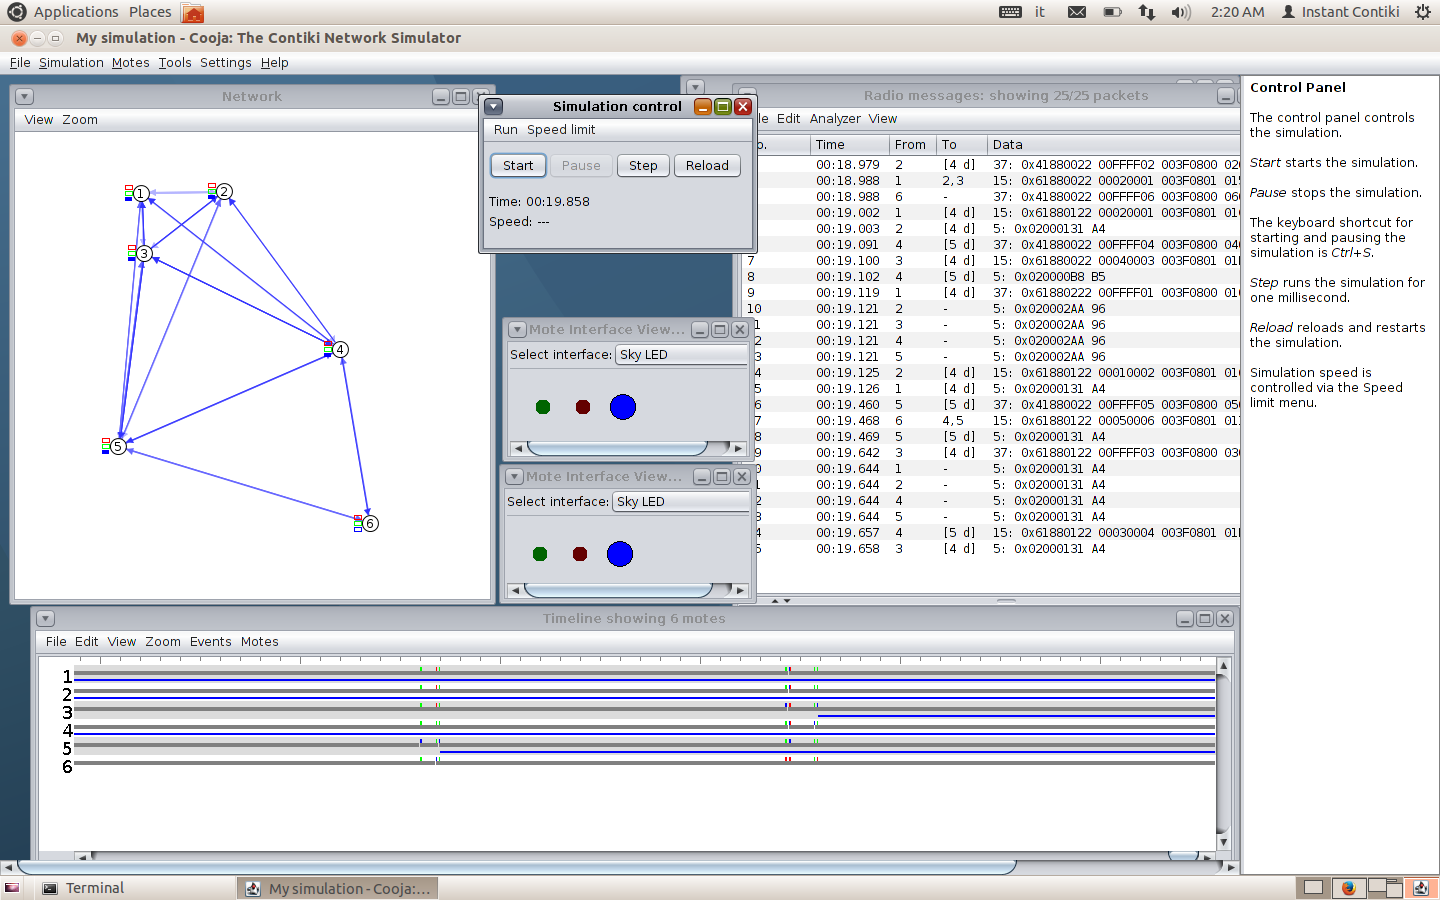 Applications Places
it
2:20 AM
Instant Contiki
My simulation - Cooja: The Contiki Network Simulator
File Simulation Motes Tools Settings Help
Network
View Zoom
1
2
3
4
5
6
Simulation control
Run Speed limit
Start Pause Step Reload
Time: 00:19.858
Speed: ---
Mote Interface View...
Select interface: Sky LED
Mote Interface View...
Select interface: Sky LED
Radio messages: showing 25/25 packets
le Edit Analyzer View
o. Time From To Data
00:18.979 2 [4 d] 37: 0x41880022 00FFFF02 003F0800 02
00:18.988 1 2,3 15: 0x61880022 00020001 003F0801 01
00:18.988 6 - 37: 0x41880022 00FFFF06 003F0800 06
00:19.002 1 [4 d] 15: 0x61880122 00020001 003F0801 01
00:19.003 2 [4 d] 5: 0x02000131 A4
00:19.091 4 [5 d] 37: 0x41880022 00FFFF04 003F0800 04
7 00:19.100 3 [4 d] 15: 0x61880122 00040003 003F0801 01
8 00:19.102 4 [5 d] 5: 0x020000B8 B5
9 00:19.119 1 [4 d] 37: 0x61880222 00FFFF01 003F0800 01
10 00:19.121 2 - 5: 0x020002AA 96
1 00:19.121 3 - 5: 0x020002AA 96
2 00:19.121 4 - 5: 0x020002AA 96
3 00:19.121 5 - 5: 0x020002AA 96
4 00:19.125 2 [4 d] 15: 0x61880122 00010002 003F0801 01
5 00:19.126 1 [4 d] 5: 0x02000131 A4
6 00:19.460 5 [5 d] 37: 0x41880022 00FFFF05 003F0800 05
7 00:19.468 6 4,5 15: 0x61880022 00050006 003F0801 01
8 00:19.469 5 [5 d] 5: 0x02000131 A4
9 00:19.642 3 [4 d] 37: 0x61880122 00FFFF03 003F0800 03
0 00:19.644 1 - 5: 0x02000131 A4
1 00:19.644 2 - 5: 0x02000131 A4
2 00:19.644 4 - 5: 0x02000131 A4
3 00:19.644 5 - 5: 0x02000131 A4
4 00:19.657 4 [5 d] 15: 0x61880122 00030004 003F0801 01
5 00:19.658 3 [4 d] 5: 0x02000131 A4
Control Panel
The control panel controls
the simulation.
Start starts the simulation.
Pause stops the simulation.
The keyboard shortcut for
starting and pausing the
simulation is Ctrl+S.
Step runs the simulation for
one millisecond.
Reload reloads and restarts
the simulation.
Simulation speed is
controlled via the Speed
limit menu.
Timeline showing 6 motes
File Edit View Zoom Events Motes
1
2
3
4
5
6
Terminal
My simulation - Cooja:...